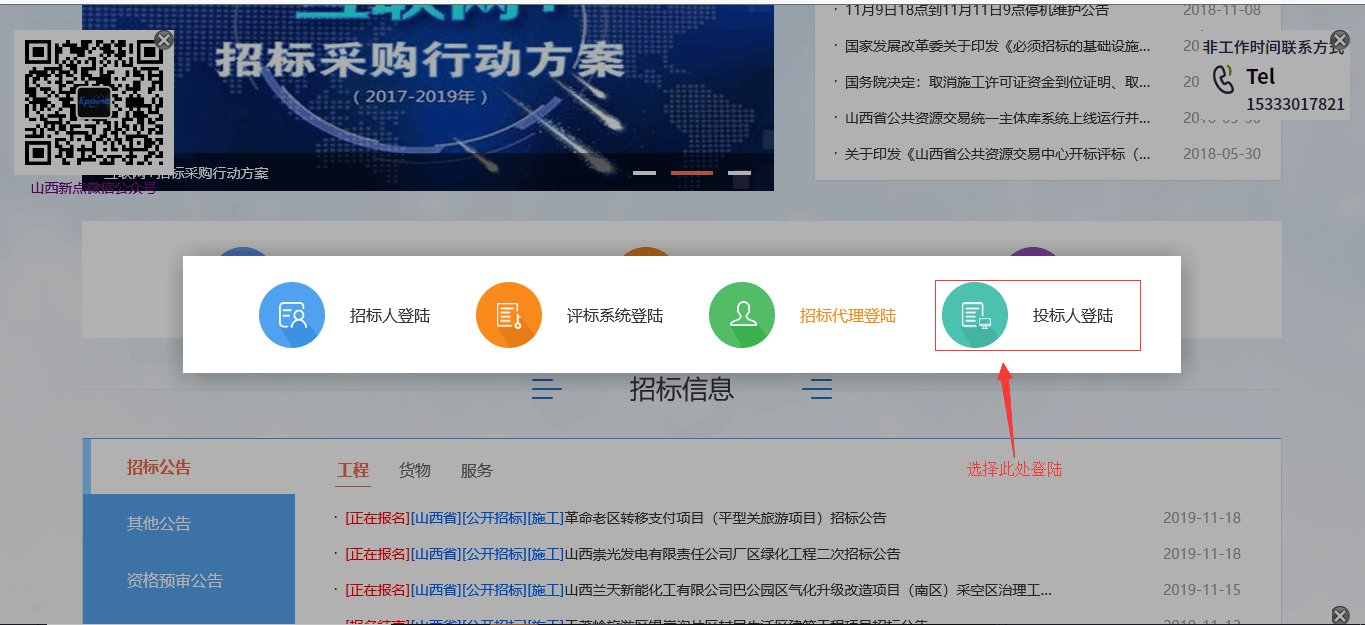 招标采购行动方案
（ 2017-2019年 ）
招标采购行动方案
山西新点微信公众号
· 11月9日18点到11月11日9点停机维护公告 2018-11-08
· 国家发展改革委关于印发《必须招标的基础设施... 20
· 国务院决定：取消施工许可证资金到位证明、取... 20
· 山西省公共资源交易统一主体库系统上线运行并...
· 关于印发《山西省公共资源交易中心开标评标（... 2018-05-30
非工作时间联系方式
Tel
15333017821
招标人登陆
评标系统登陆
招标代理登陆
投标人登陆
招标信息
选择此处登陆
招标公告
其他公告
资格预审公告
工程 货物 服务
· [正在报名][山西省][公开招标][施工]革命老区转移支付项目（平型关旅游项目）招标公告 2019-11-18
· [正在报名][山西省][公开招标][施工]山西崇光发电有限责任公司厂区绿化工程二次招标公告 2019-11-18
· [正在报名][山西省][公开招标][施工]山西兰天新能化工有限公司巴公园区气化升级改造项目（南区）采空区治理工... 2019-11-15